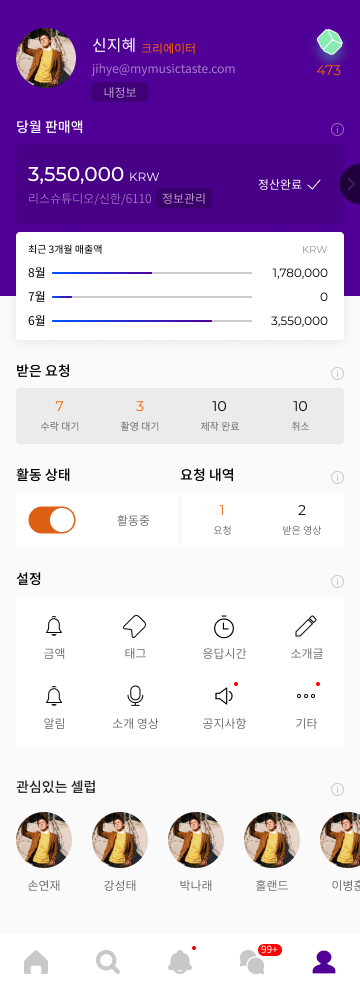 신지혜 크리에이터
jihye@mymusictaste.com
473
내정보
당월 판매액
3,550,000 KRW
리스슈튜디오/신한/6110 정보관리
정산완료
최근 3개월 매출액 KRW
8월 1,780,000
7월 0
6월 3,550,000
받은 요청
7 3 10 10
수락 대기 촬영 대기 제작 완료 취소
활동 상태 요청 내역
활동중
1 2
요청 받은 영상
설정
금액 태그 응답시간 소개글
알림 소개 영상 공지사항 기타
관심있는 셀럽
손연재 강성태 박나래 홀랜드 이병헌
99+